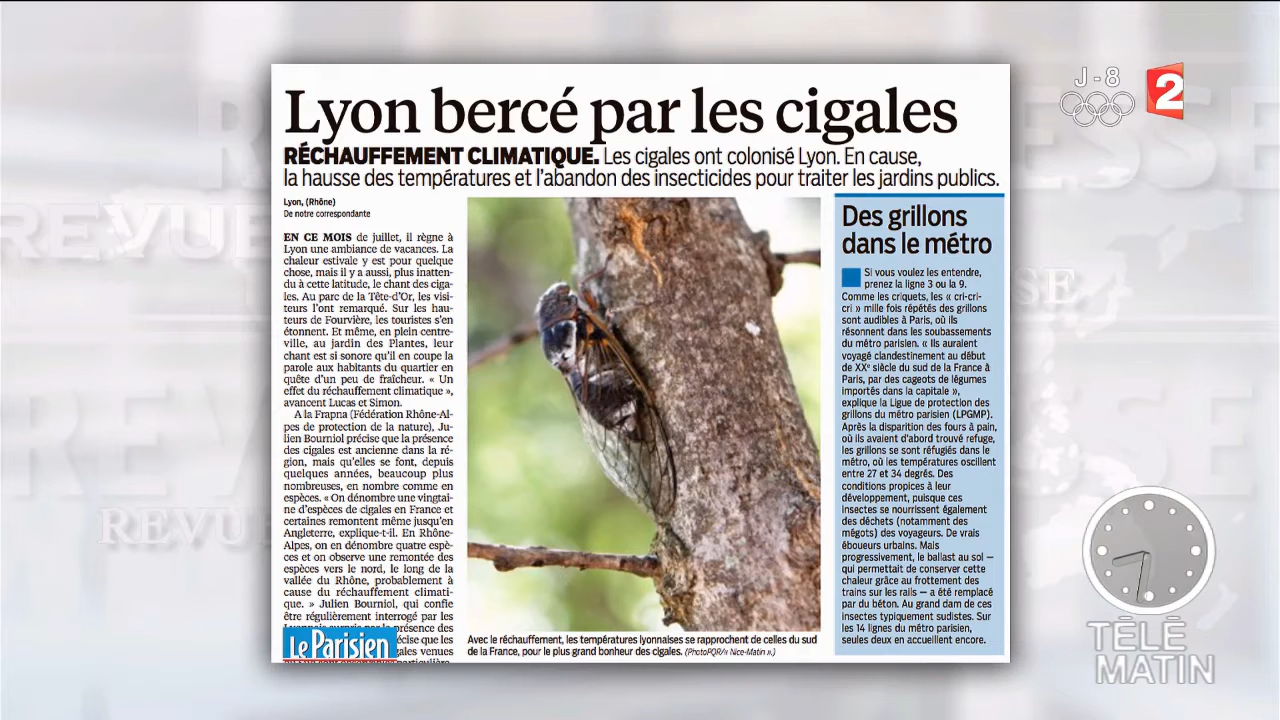 Lyon bercé par les cigales
RÉCHAUFFEMENT CLIMATIQUE. Les cigales ont colonisé Lyon. En cause,
la hausse des températures et l'abandon des insecticides pour traiter les jardins publics.
Lyon, (Rhône)
De notre correspondante
EN CE MOIS de juillet, il règne à
Lyon une ambiance de vacances. La
chaleur estivale y est pour quelque
chose, mais il y a aussi, plus inatten-
du à cette latitude, le chant des ciga-
les. Au parc de la Tête-d'Or, les visi-
teurs l'ont remarqué. Sur les hau-
teurs de Fourvière, les touristes s'en
étonnent. Et même, en plein centre-
ville, au jardin des Plantes, leur
chant est si sonore qu'il en coupe la
parole aux habitants du quartier en
quête d'un peu de fraîcheur. « Un
effet du réchauffement climatique »,
avancent Lucas et Simon.
A la Frapna (Fédération Rhône-Al-
pes de protection de la nature), Ju-
lien Bourniol précise que la présence
des cigales est ancienne dans la ré-
gion, mais qu'elles se font, depuis
quelques années, beaucoup plus
nombreuses, en nombre comme en
espèces. « On dénombre une vingtai-
ne d'espèces de cigales en France et
certaines remontent même jusqu'en
Angleterre, explique-t-il. En Rhône-
Alpes, on en dénombre quatre espè-
ces et on observe une remontée des
espèces vers le nord, le long de la
vallée du Rhône, probablement à
cause du réchauffement climati-
que. » Julien Bourniol, qui confie
être régulièrement interrogé par les
présence des
que les
venues
Le Parisien
Avec le réchauffement, les températures lyonnaises se rapprochent de celles du sud
de la France, pour le plus grand bonheur des cigales. (PhotoPQR/« Nice-Matin ».)
Des grillons
dans le métro
Si vous voulez les entendre,
prenez la ligne 3 ou la 9.
Comme les criquets, les « cri-cri-
cri » mille fois répétés des grillons
sont audibles à Paris, où ils
résonnent dans les soubassements
du métro parisien. « Ils auraient
voyagé clandestinement au début
de XXe siècle du sud de la France à
Paris, par des cageots de légumes
importés dans la capitale »,
explique la Ligue de protection des
grillons du métro parisien (LPGMP).
Après la disparition des fours à pain,
où ils avaient d'abord trouvé refuge,
les grillons se sont réfugiés dans le
métro, où les températures oscillent
entre 27 et 34 degrés. Des
conditions propices à leur
développement, puisque ces
insectes se nourrissent également
des déchets (notamment des
mégots) des voyageurs. De vrais
éboueurs urbains. Mais
progressivement, le ballast au sol —
qui permettait de conserver cette
chaleur grâce au frottement des
trains sur les rails — a été remplacé
par du béton. Au grand dam de ces
insectes typiquement sudistes. Sur
les 14 lignes du métro parisien,
seules deux en accueillent encore.
J-8
2
TÉLÉ
MATIN
REVUE
REVUE